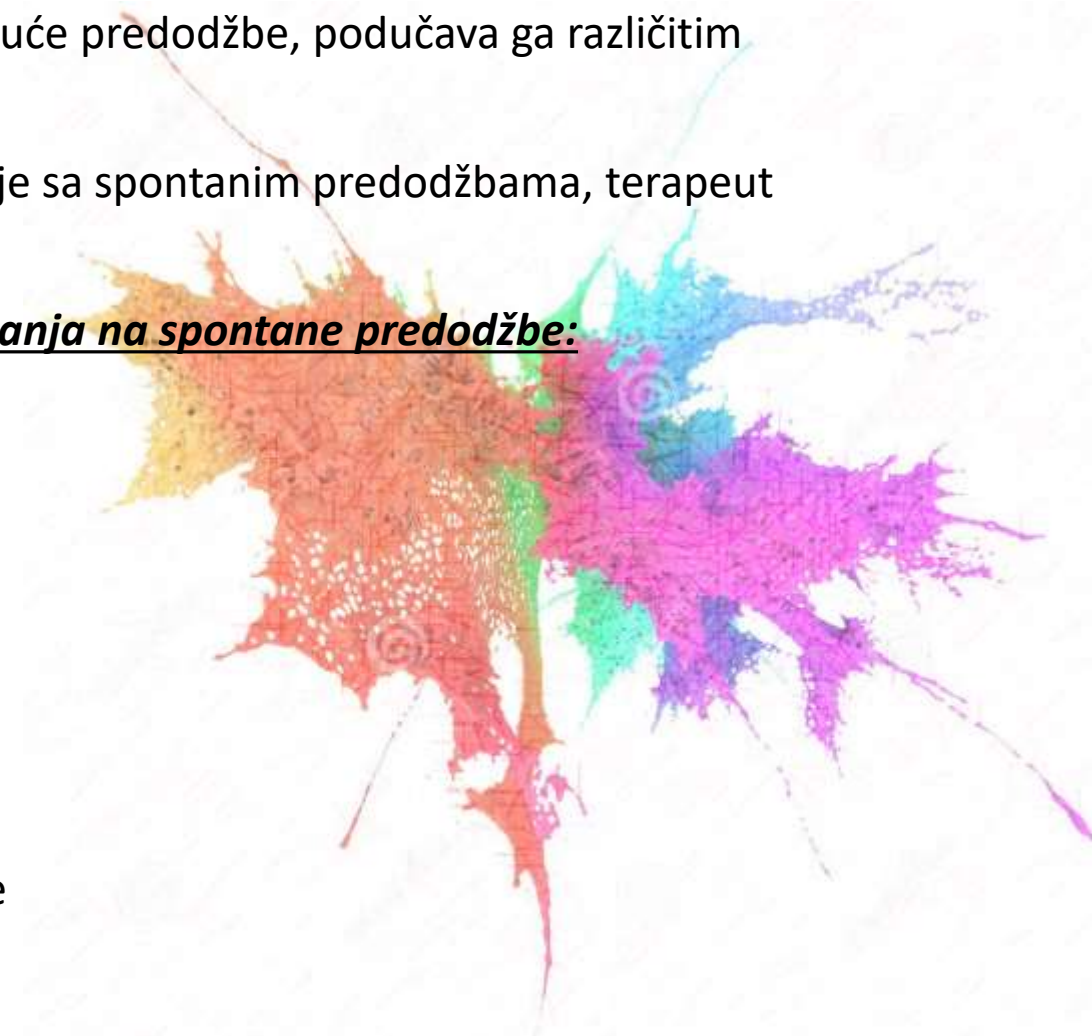 uće predodžbe, podučava ga različitim
je sa spontanim predodžbama, terapeut
anja na spontane predodžbe:
e